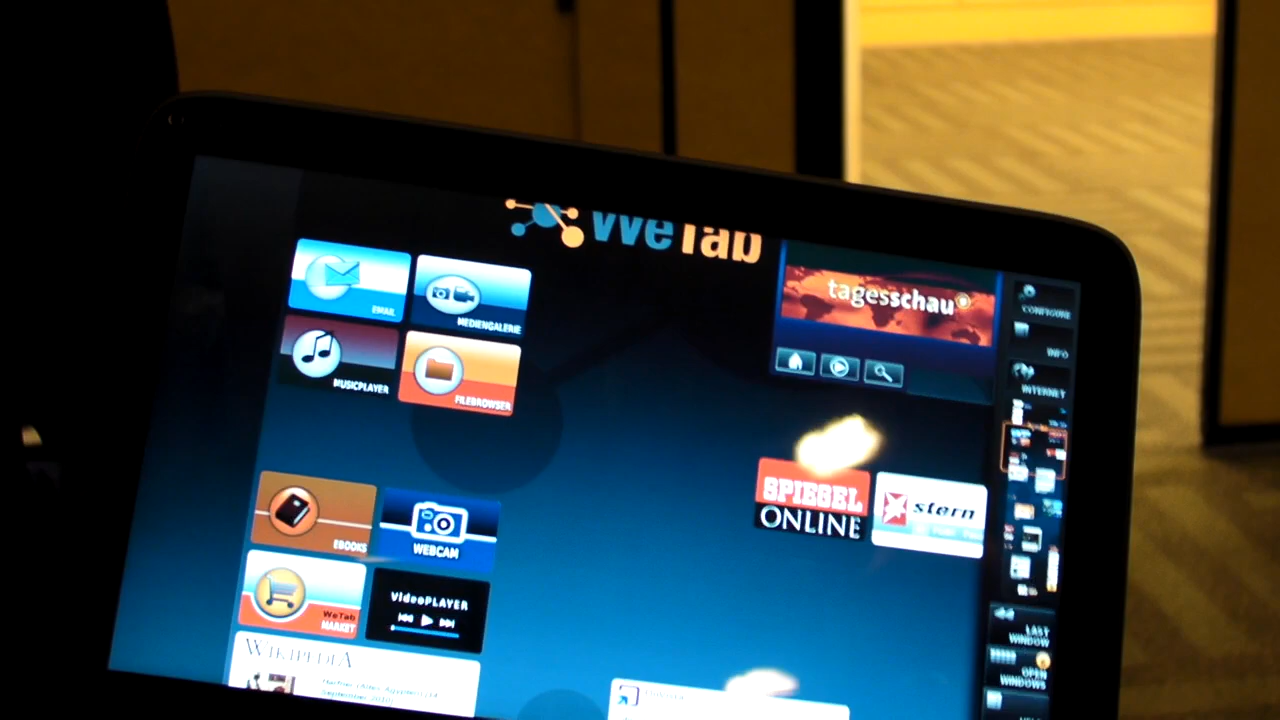 WeTab
EMAIL
MEDIENGALERIE
MUSICPLAYER
FILEBROWSER
tagesschau
CONFIGURE
INFO
INTERNET
SPIEGEL
ONLINE
stern
EBOOKS
WEBCAM
WeTab
MARKET
VideoPLAYER
WIKIPEDIA
LAST
WINDOW
OPEN
WINDOWS